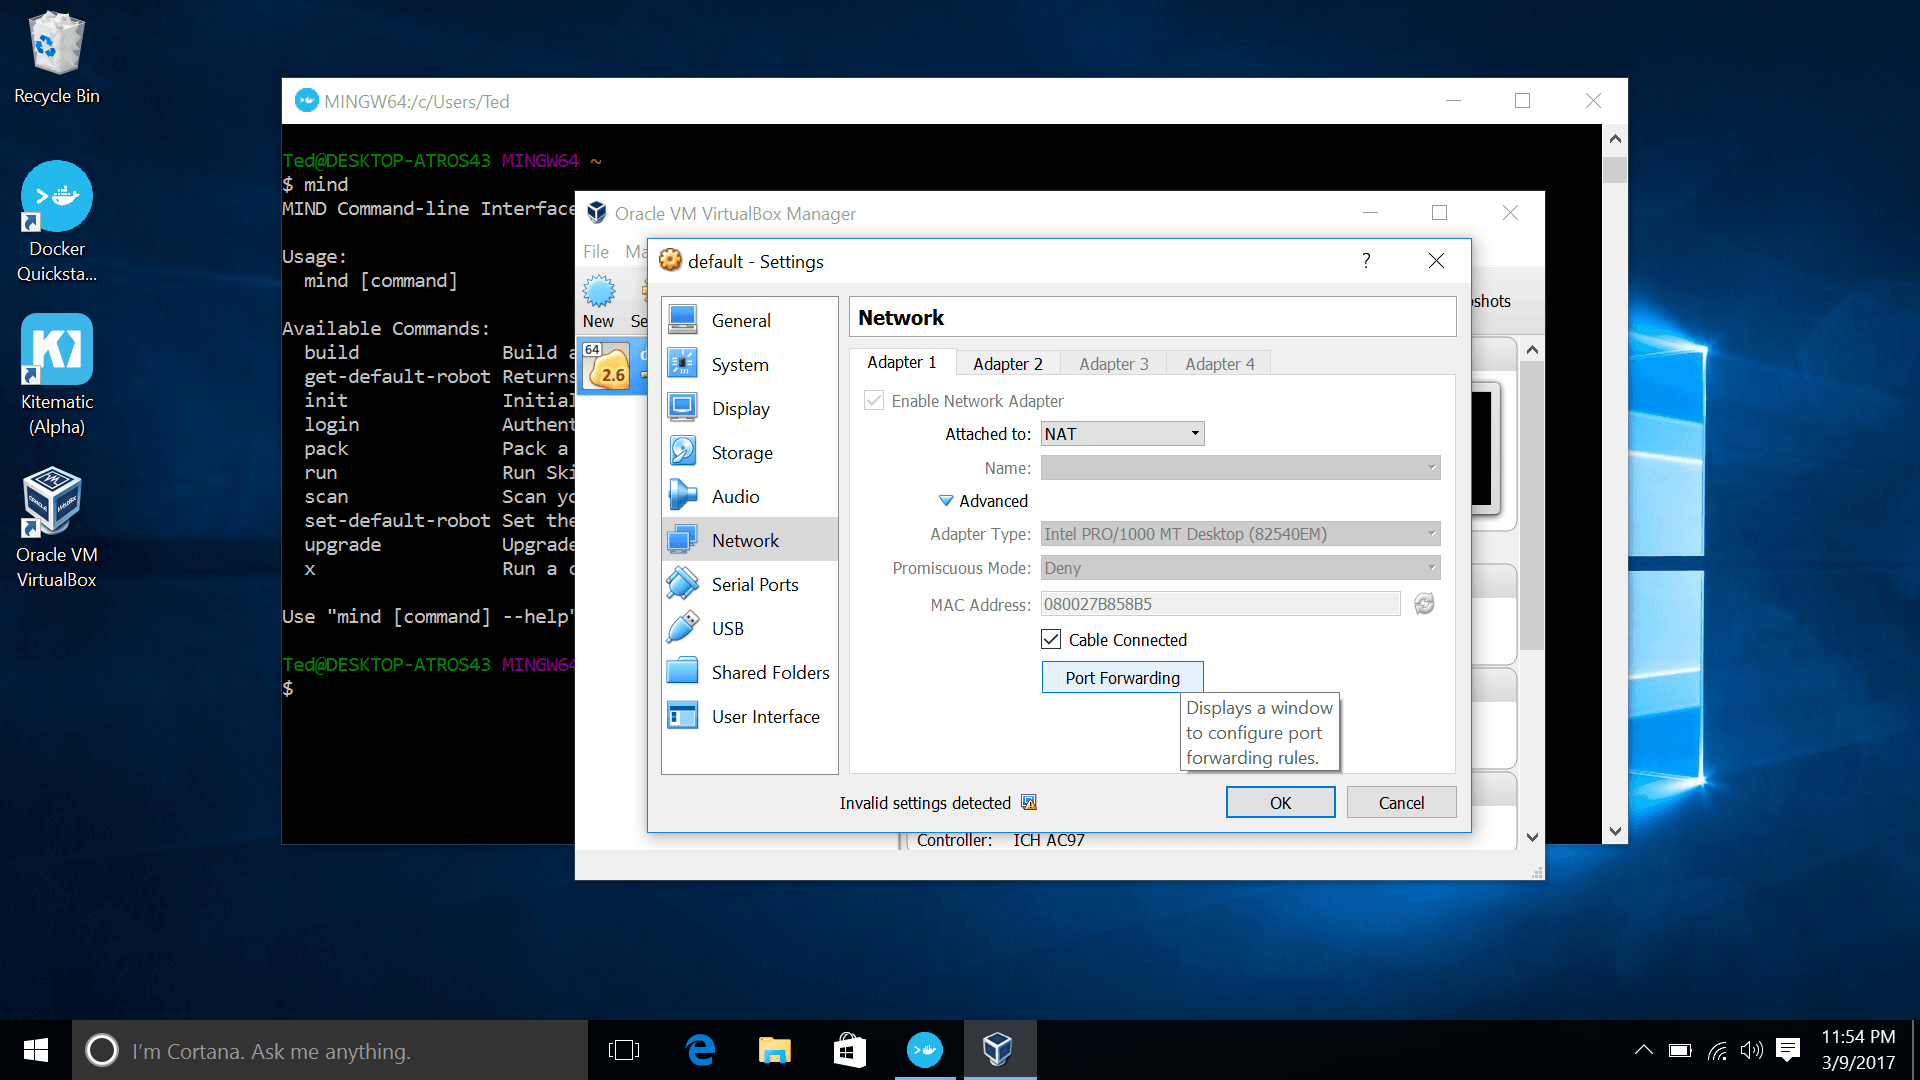 Recycle Bin
Docker
Quicksta...
Kitematic
(Alpha)
Oracle VM
VirtualBox
MINGW64:/c/Users/Ted
Ted@DESKTOP-ATROS43 MINGW64 ~
$ mind
MIND Command-line Interface
Usage:
mind [command]
Available Commands:
build Build a
get-default-robot Returns
init Initial
login Authent
pack Pack a
run Run Ski
scan Scan yo
set-default-robot Set the
upgrade Upgrade
x Run a c
Use "mind [command] --help"
Ted@DESKTOP-ATROS43 MINGW64
$
Oracle VM VirtualBox Manager
File Ma
New Se
64
2.6
shots
default - Settings
?
General
System
Display
Storage
Audio
Network
Serial Ports
USB
Shared Folders
User Interface
Network
Adapter 1 Adapter 2 Adapter 3 Adapter 4
Enable Network Adapter
Attached to: NAT
Name:
Advanced
Adapter Type: Intel PRO/1000 MT Desktop (82540EM)
Promiscuous Mode: Deny
MAC Address: 080027B858B5
Cable Connected
Port Forwarding
Displays a window
to configure port
forwarding rules.
Invalid settings detected
OK Cancel
Controller: ICH AC97
I'm Cortana. Ask me anything.
11:54 PM
3/9/2017